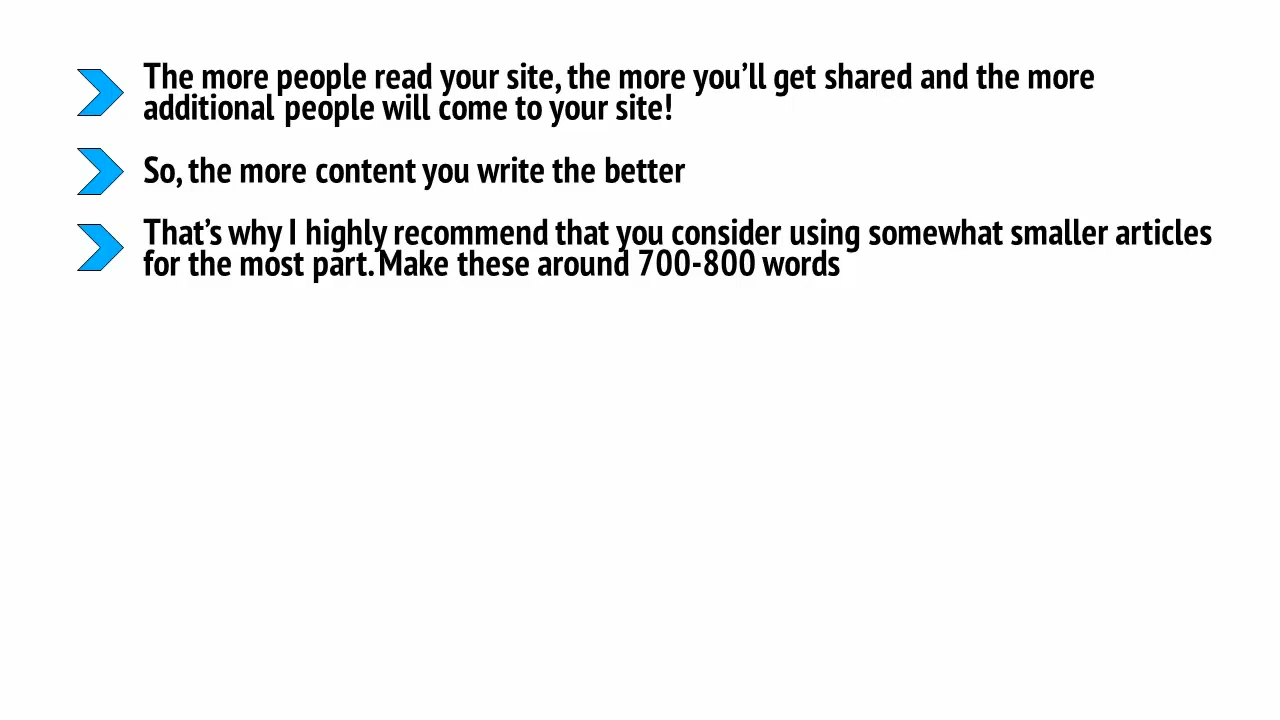 The more people read your site, the more you’ll get shared and the more
additional people will come to your site!
So, the more content you write the better
That’s why I highly recommend that you consider using somewhat smaller articles
for the most part. Make these around 700-800 words